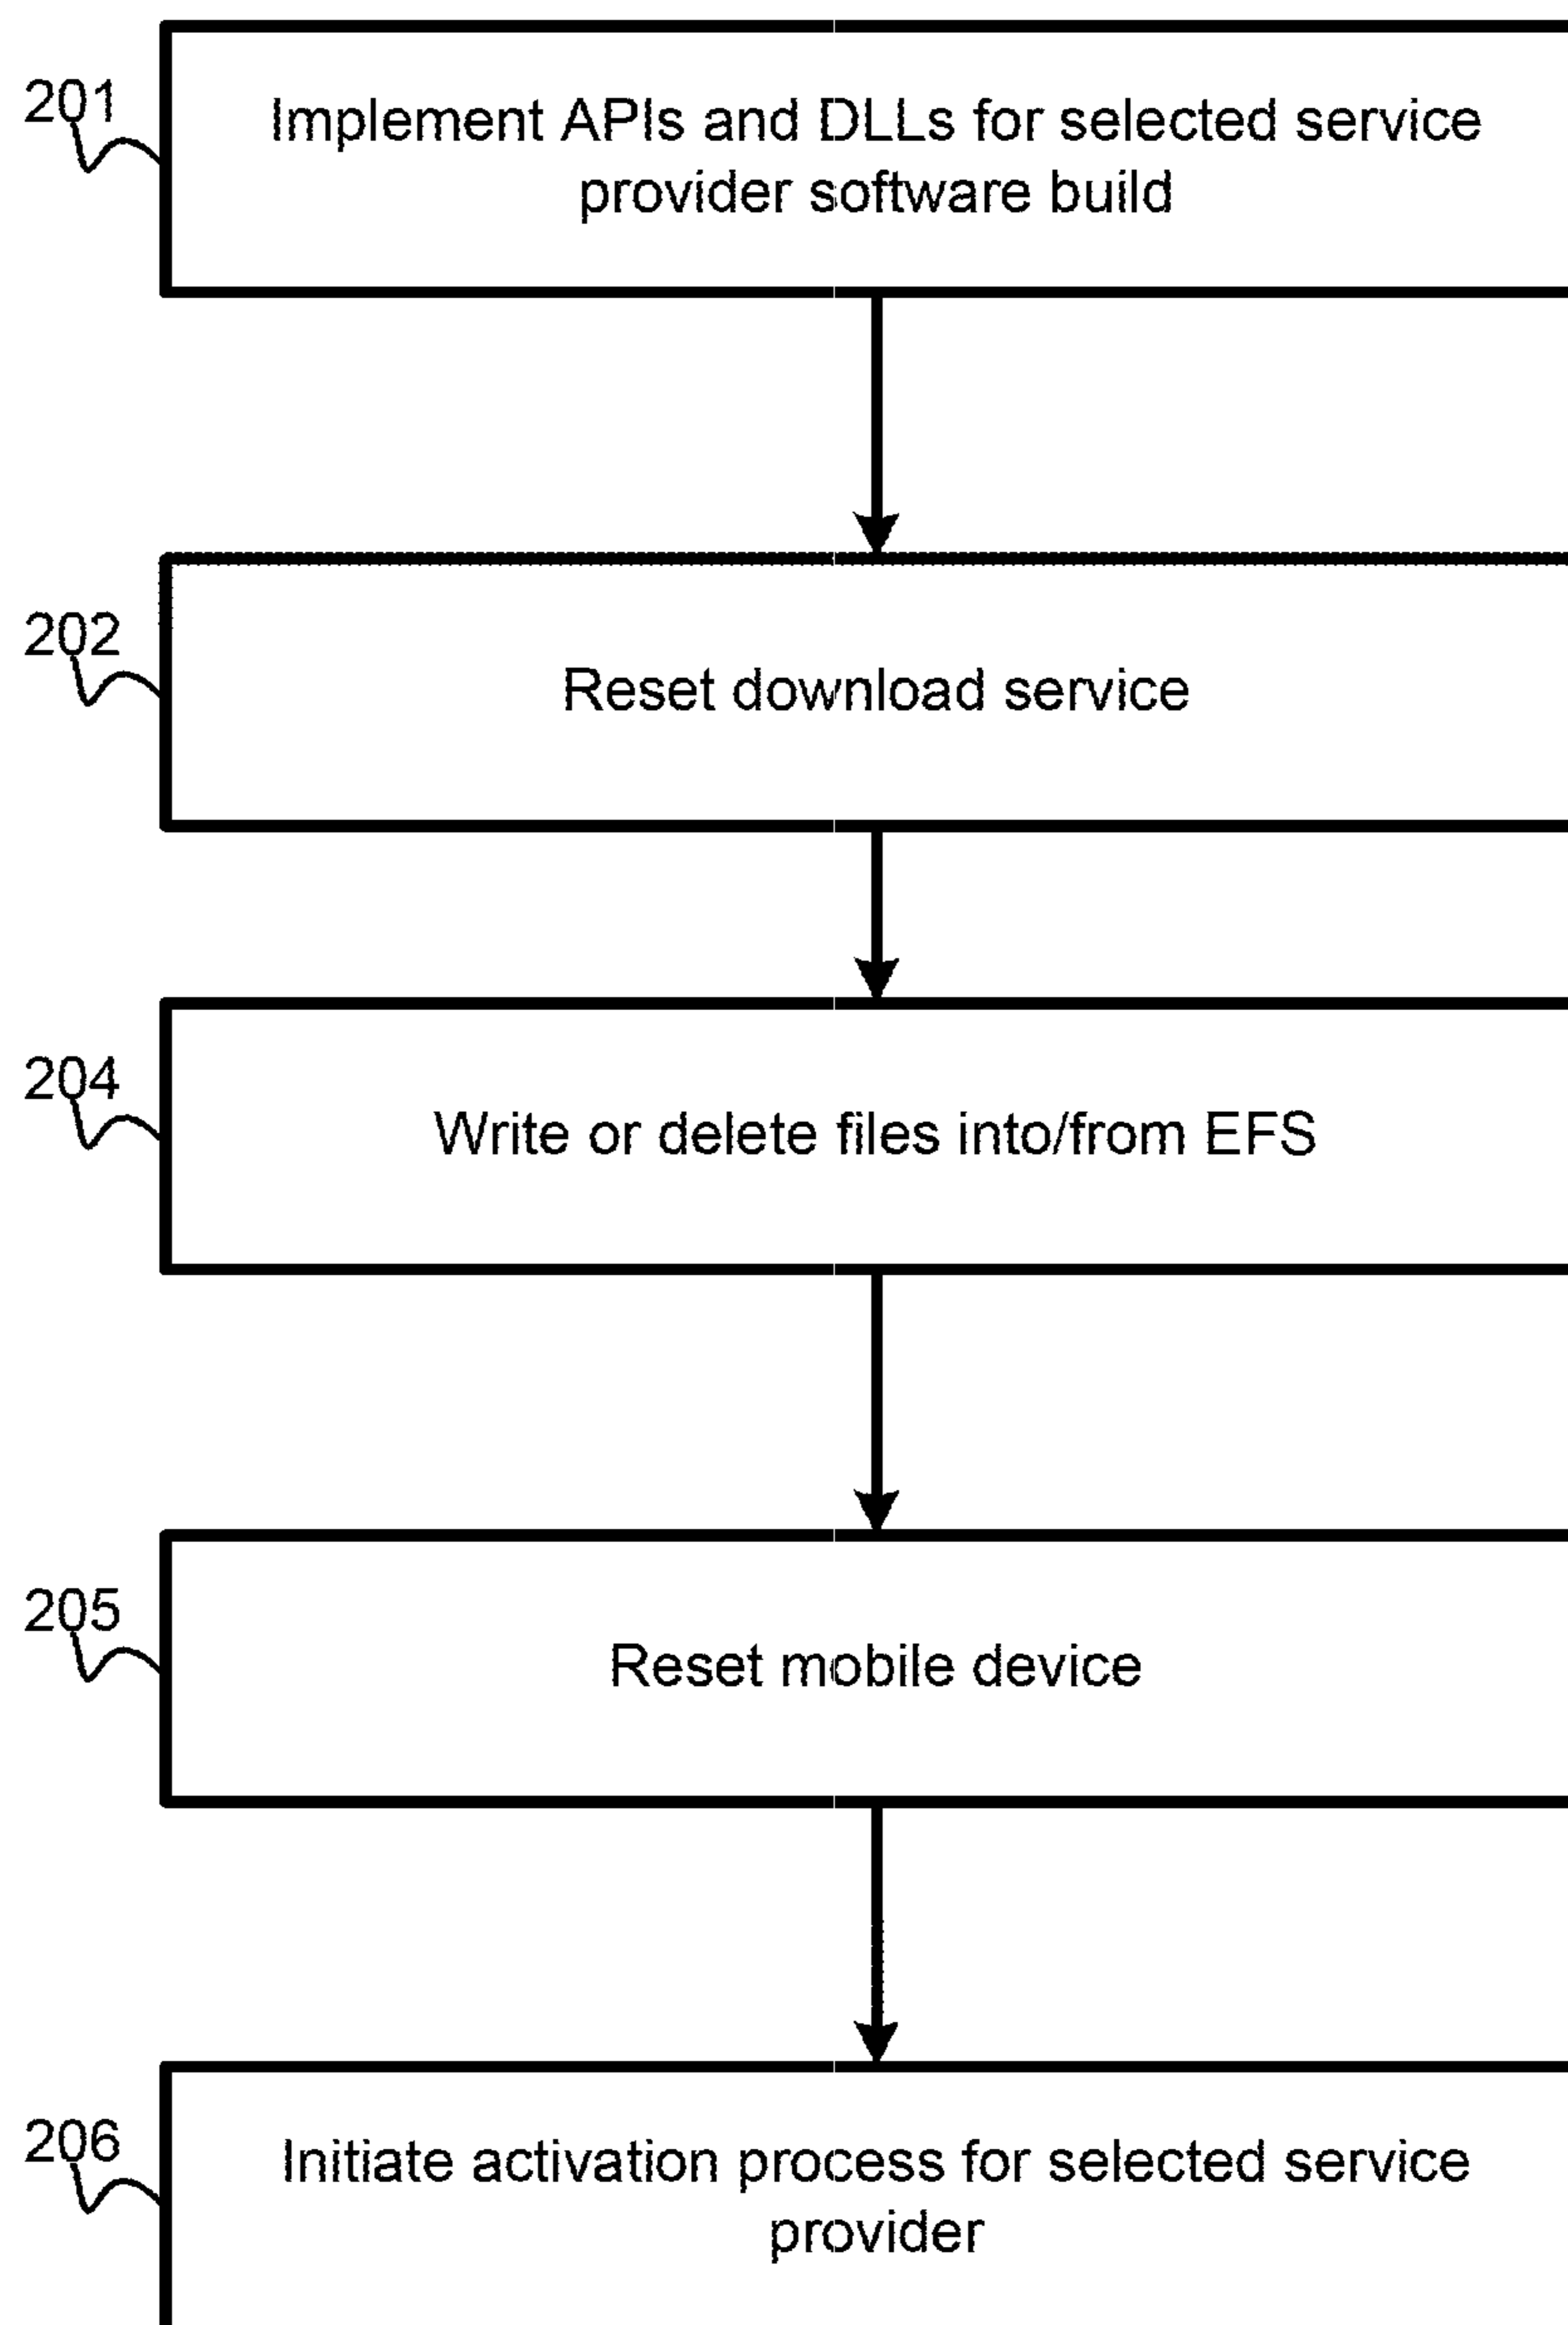 201
Implement APIs and DLLs for selected service
provider software build
202
Reset download service
204
Write or delete files into/from EFS
205
Reset mobile device
206
Initiate activation process for selected service
provider